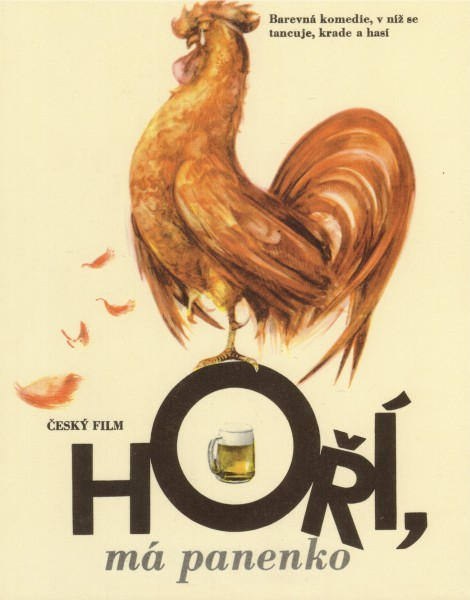 Barevná komedie, v níž se
tancuje, krade a hasí
ČESKÝ FILM
HOŘÍ,
má panenko